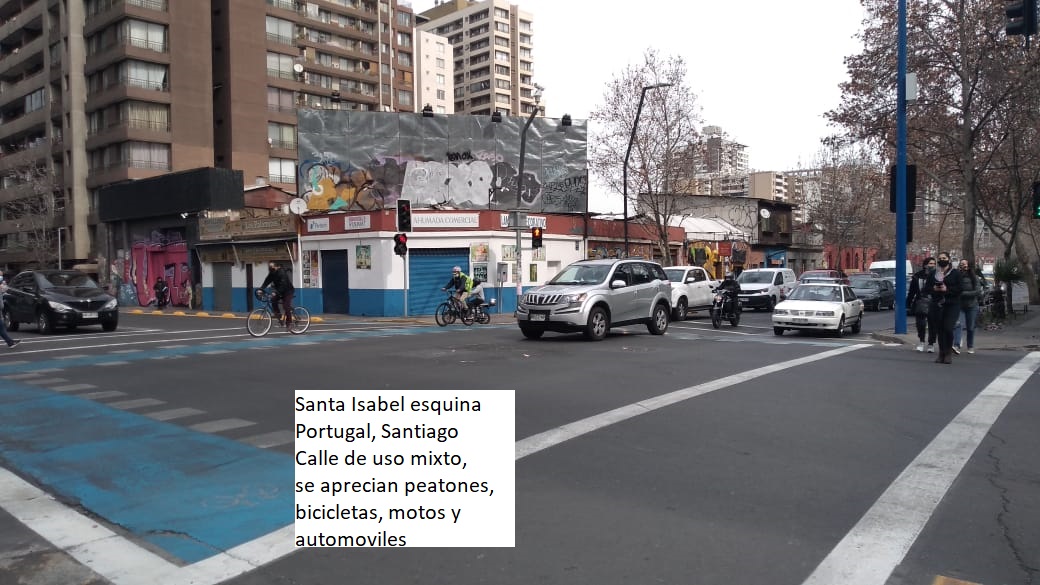 AHUMADA COMERCIAL
Santa Isabel esquina
Portugal, Santiago
Calle de uso mixto,
se aprecian peatones,
bicicletas, motos y
automoviles